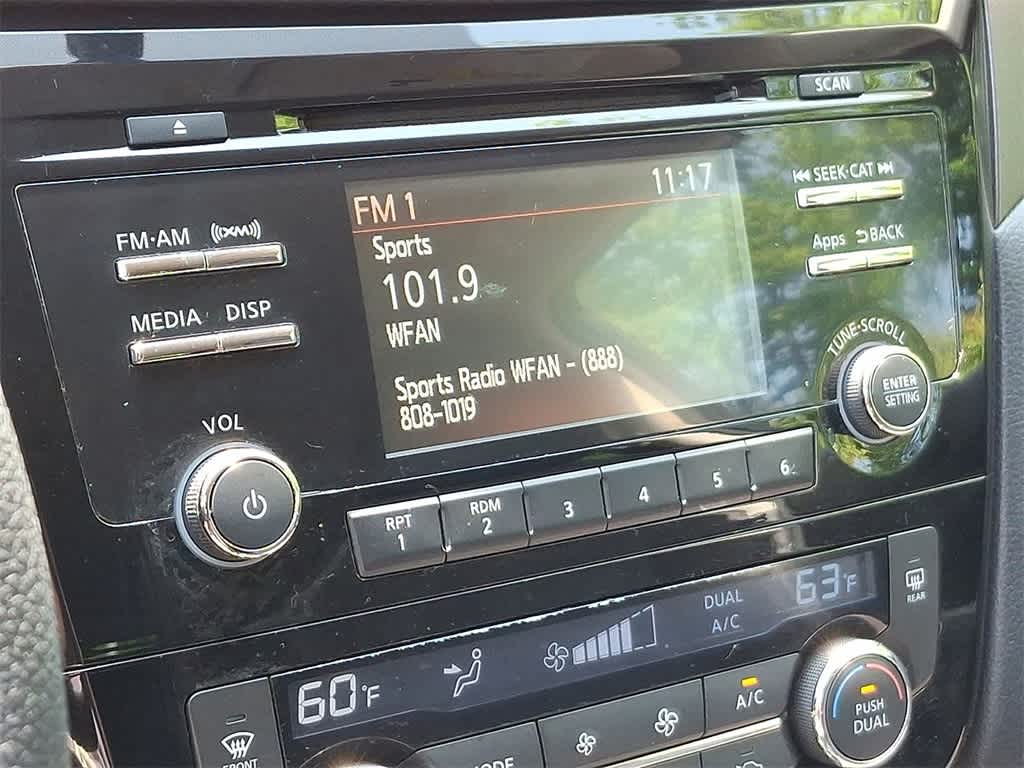 SCAN
SEEK·CAT
FM·AM ((XM))
FM 1 11:17
Sports
101.9
WFAN
Sports Radio WFAN - (888)
808-1019
Apps BACK
MEDIA DISP
TUNE·SCROLL
ENTER
SETTING
VOL
RPT
1
RDM
2
3
4
5
6
60°F
DUAL
A/C
63°F
REAR
FRONT
MODE
A/C
PUSH
DUAL